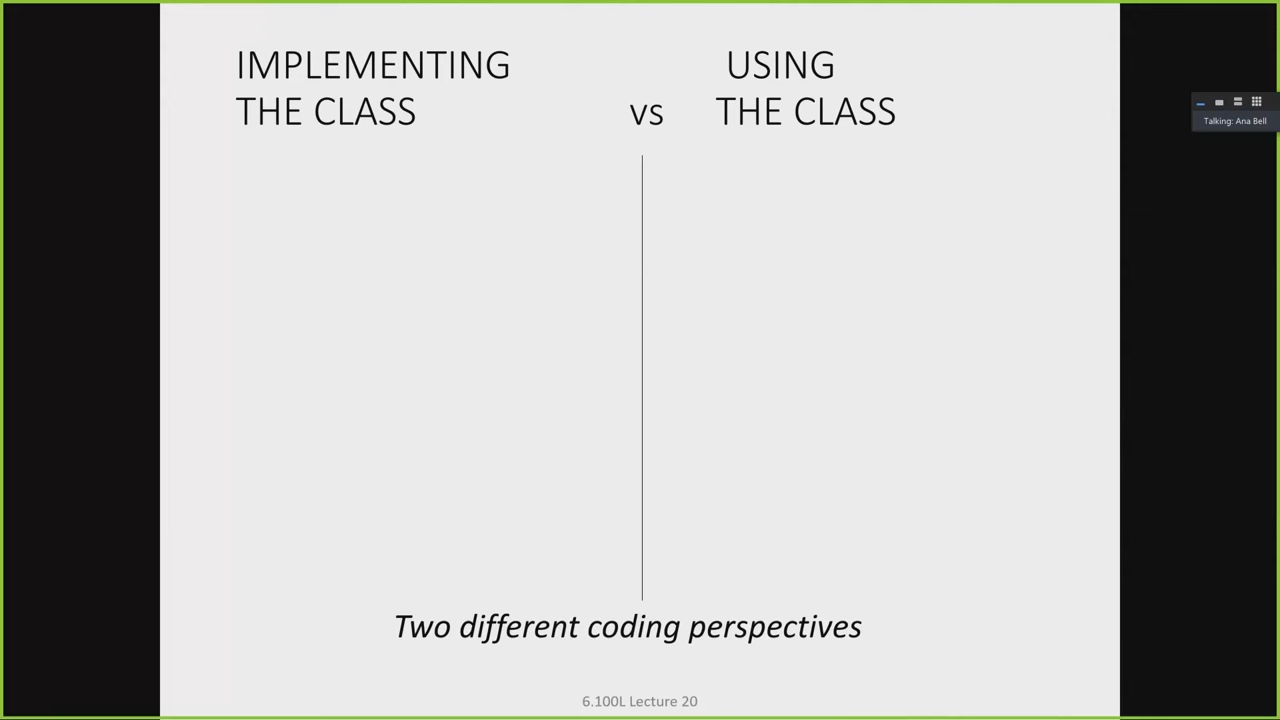 IMPLEMENTING USING
THE CLASS vs THE CLASS
Talking: Ana Bell
Two different coding perspectives
6.100L Lecture 20